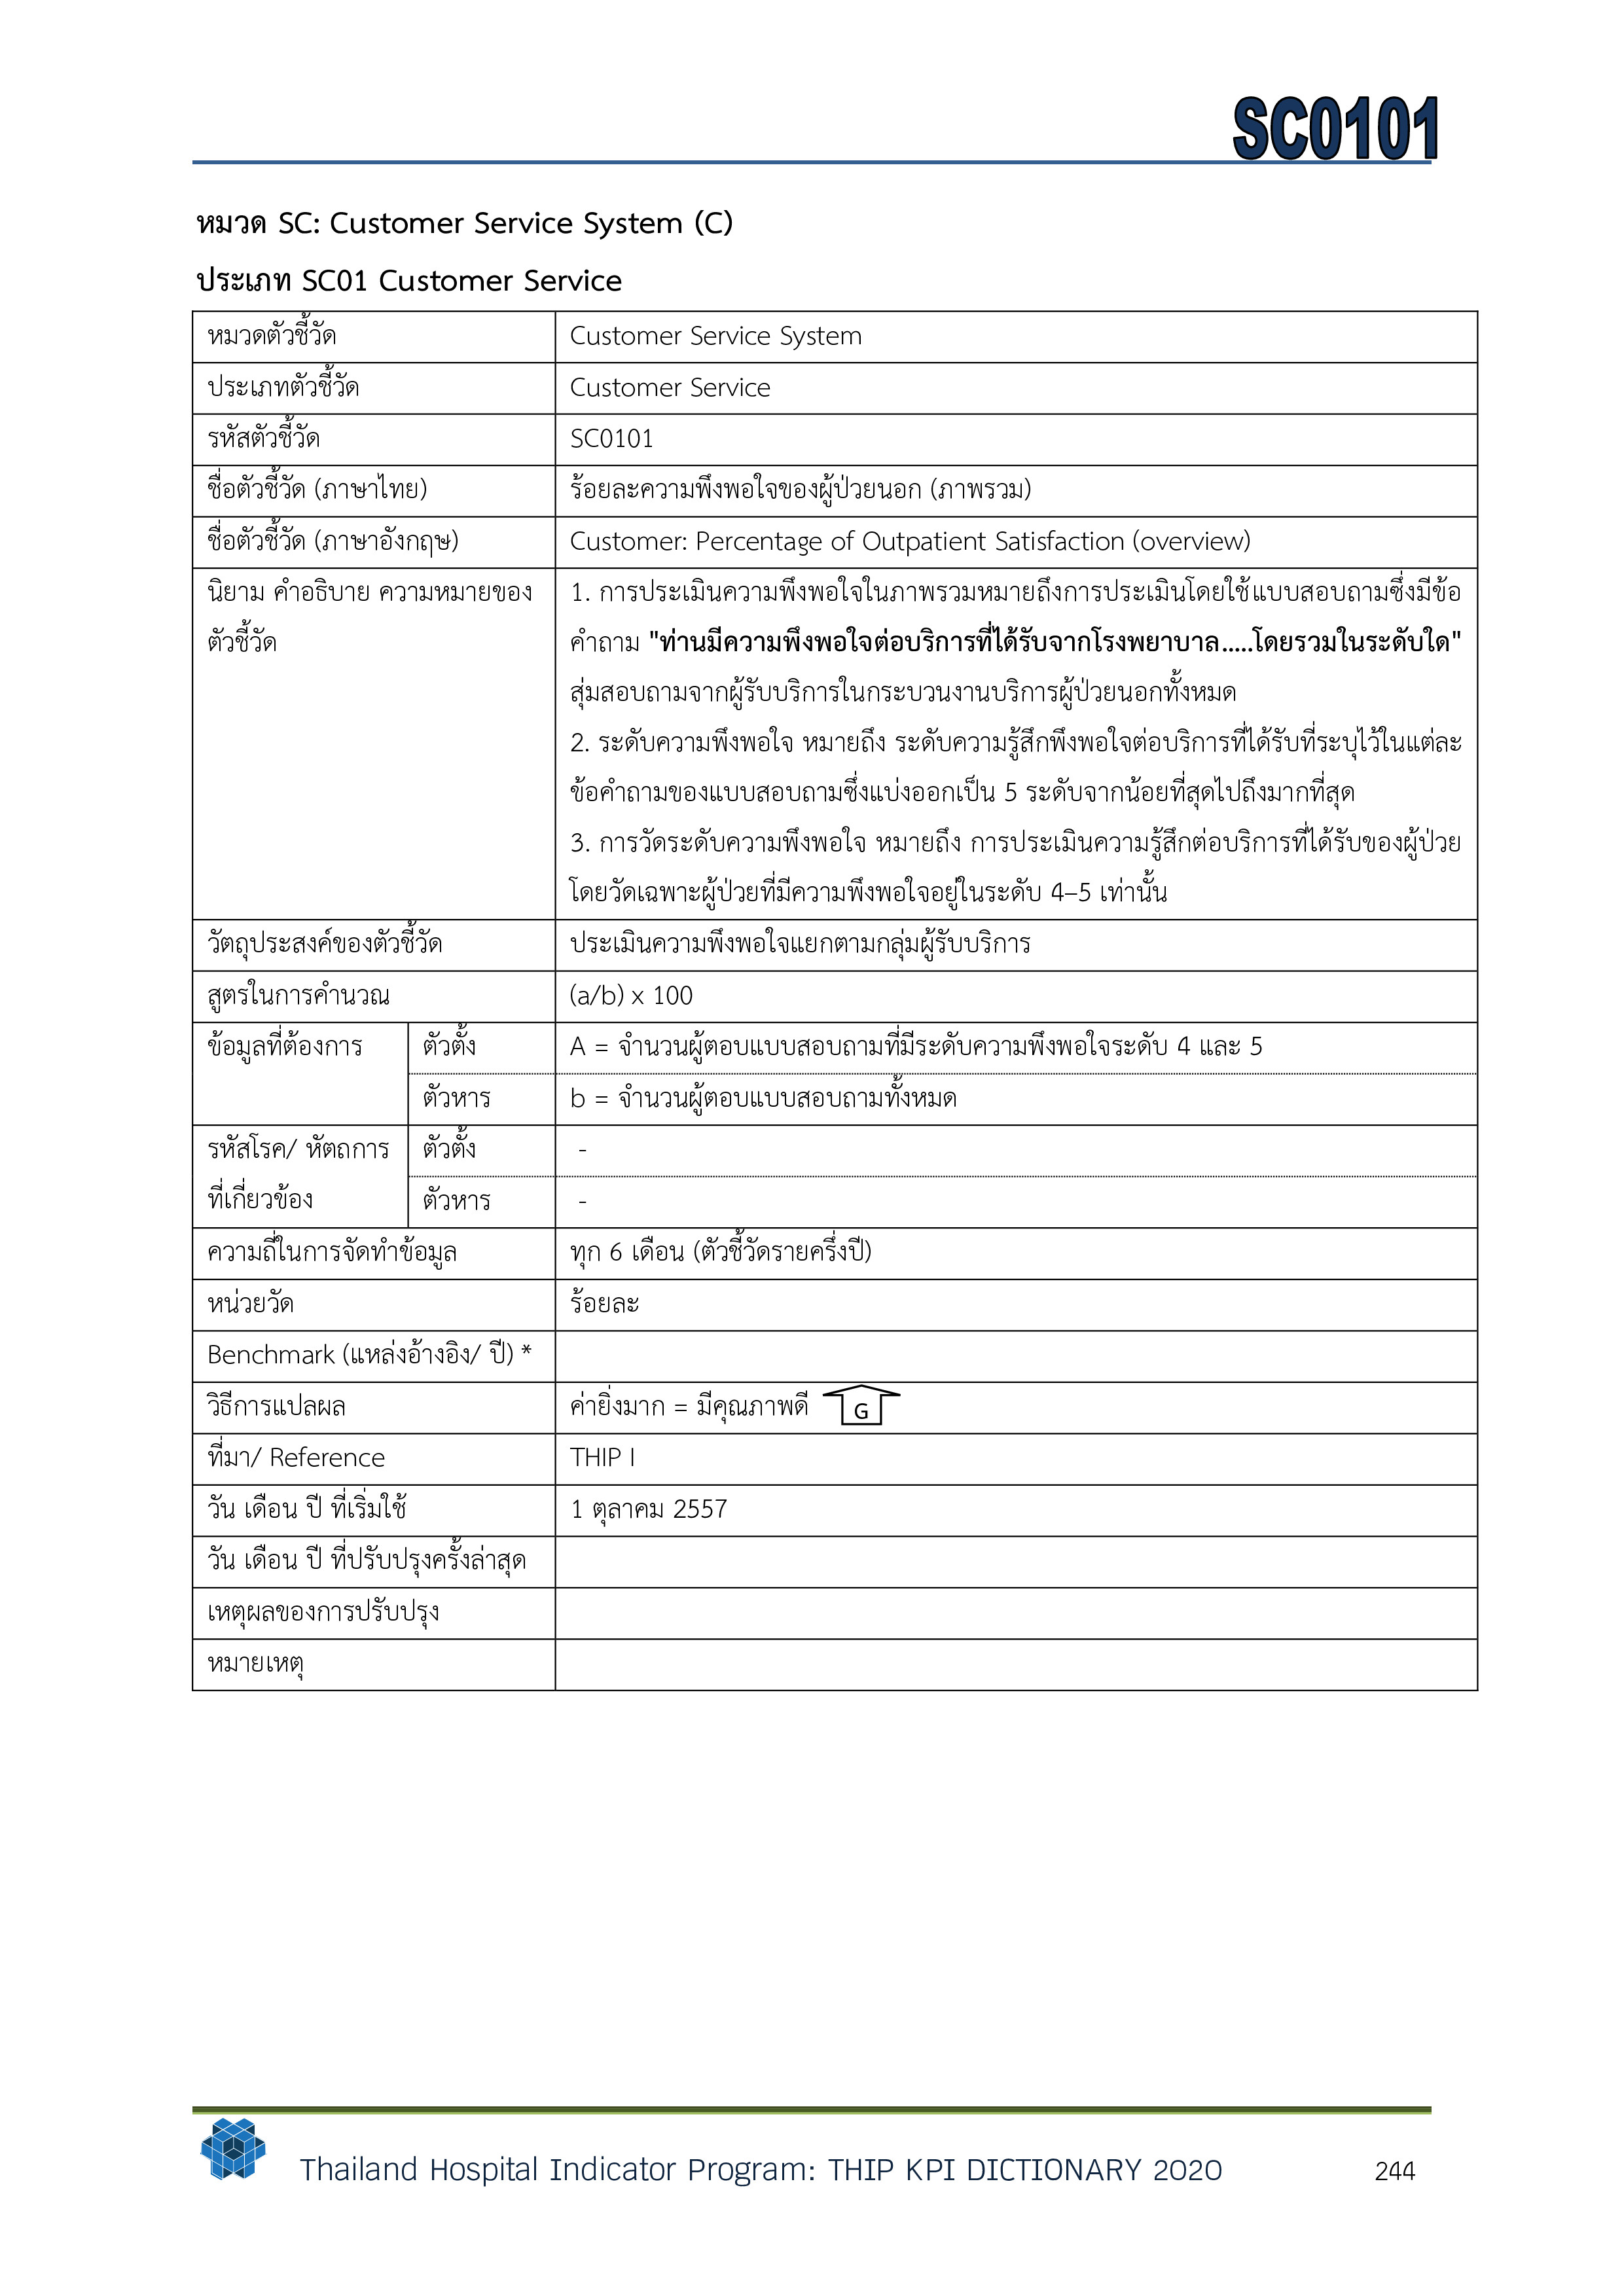 SC0101
หมวด SC: Customer Service System (C)
ประเภท SC01 Customer Service
หมวดตัวชี้วัด Customer Service System
ประเภทตัวชี้วัด Customer Service
รหัสตัวชี้วัด SC0101
ชื่อตัวชี้วัด (ภาษาไทย) ร้อยละความพึงพอใจของผู้ป่วยนอก (ภาพรวม)
ชื่อตัวชี้วัด (ภาษาอังกฤษ) Customer: Percentage of Outpatient Satisfaction (overview)
นิยาม คำอธิบาย ความหมายของ
ตัวชี้วัด
1. การประเมินความพึงพอใจในภาพรวมหมายถึงการประเมินโดยใช้แบบสอบถามซึ่งมีข้อ
คำถาม "ท่านมีความพึงพอใจต่อบริการที่ได้รับจากโรงพยาบาล.....โดยรวมในระดับใด"
สุ่มสอบถามจากผู้รับบริการในกระบวนงานบริการผู้ป่วยนอกทั้งหมด
2. ระดับความพึงพอใจ หมายถึง ระดับความรู้สึกพึงพอใจต่อบริการที่ได้รับที่ระบุไว้ในแต่ละ
ข้อคำถามของแบบสอบถามซึ่งแบ่งออกเป็น 5 ระดับจากน้อยที่สุดไปถึงมากที่สุด
3. การวัดระดับความพึงพอใจ หมายถึง การประเมินความรู้สึกต่อบริการที่ได้รับของผู้ป่วย
โดยวัดเฉพาะผู้ป่วยที่มีความพึงพอใจอยู่ในระดับ 4–5 เท่านั้น
วัตถุประสงค์ของตัวชี้วัด ประเมินความพึงพอใจแยกตามกลุ่มผู้รับบริการ
สูตรในการคำนวณ (a/b) x 100
ข้อมูลที่ต้องการ ตัวตั้ง A = จำนวนผู้ตอบแบบสอบถามที่มีระดับความพึงพอใจระดับ 4 และ 5
ตัวหาร b = จำนวนผู้ตอบแบบสอบถามทั้งหมด
รหัสโรค/ หัตถการ ตัวตั้ง -
ที่เกี่ยวข้อง ตัวหาร -
ความถี่ในการจัดทำข้อมูล ทุก 6 เดือน (ตัวชี้วัดรายครึ่งปี)
หน่วยวัด ร้อยละ
Benchmark (แหล่งอ้างอิง/ ปี) *
วิธีการแปลผล ค่ายิ่งมาก = มีคุณภาพดี G
ที่มา/ Reference THIP I
วัน เดือน ปี ที่เริ่มใช้ 1 ตุลาคม 2557
วัน เดือน ปี ที่ปรับปรุงครั้งล่าสุด
เหตุผลของการปรับปรุง
หมายเหตุ
Thailand Hospital Indicator Program: THIP KPI DICTIONARY 2020 244